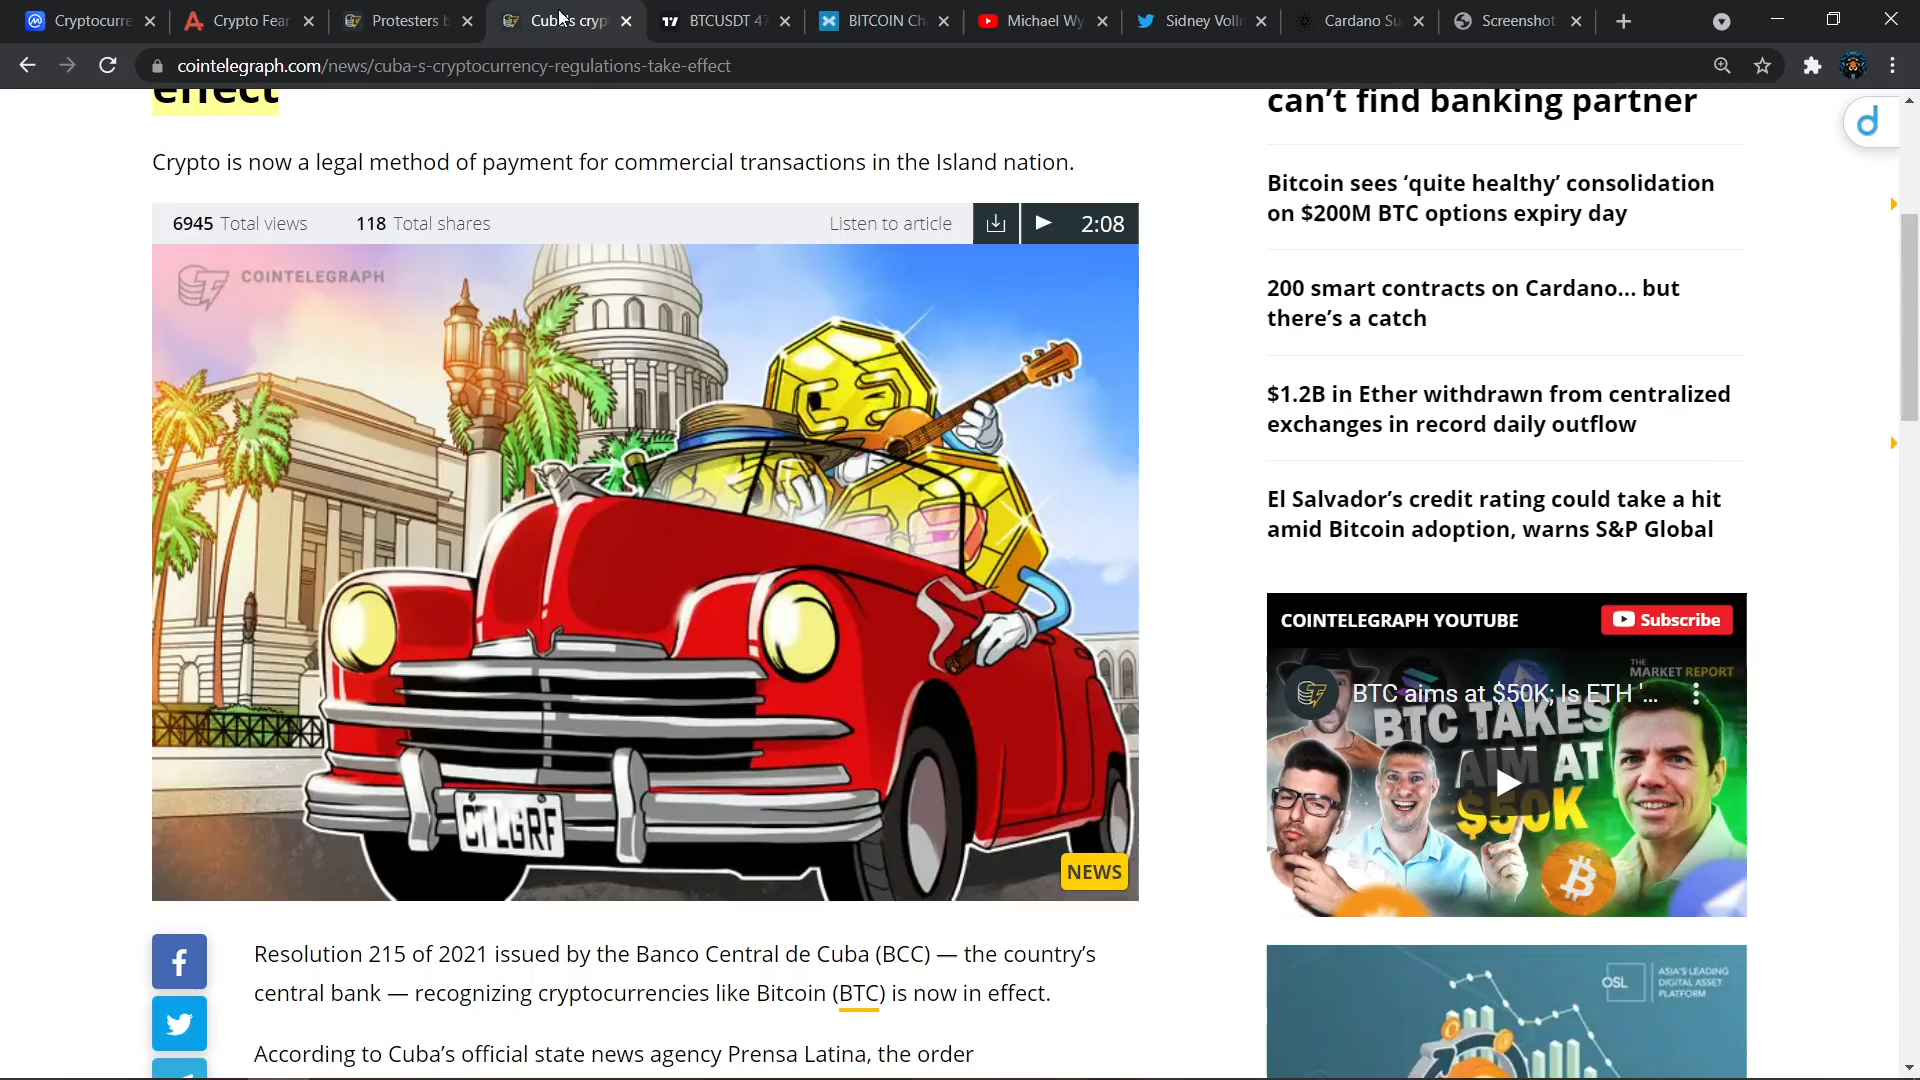 Cryptocurre
Crypto Fear
Protesters b
Cuba's cryp
BTCUSDT 47
BITCOIN Ch
Michael Wy
Sidney Volln
Cardano Su
Screenshot
cointelegraph.com/news/cuba-s-cryptocurrency-regulations-take-effect
effect
Crypto is now a legal method of payment for commercial transactions in the Island nation.
6945 Total views
118 Total shares
Listen to article
2:08
COINTELEGRAPH
CTLGRF
NEWS
Resolution 215 of 2021 issued by the Banco Central de Cuba (BCC) — the country’s
central bank — recognizing cryptocurrencies like Bitcoin (BTC) is now in effect.
According to Cuba’s official state news agency Prensa Latina, the order
can’t find banking partner
Bitcoin sees ‘quite healthy’ consolidation
on $200M BTC options expiry day
200 smart contracts on Cardano... but
there’s a catch
$1.2B in Ether withdrawn from centralized
exchanges in record daily outflow
El Salvador’s credit rating could take a hit
amid Bitcoin adoption, warns S&P Global
COINTELEGRAPH YOUTUBE
Subscribe
THE
MARKET REPORT
BTC aims at $50K; Is ETH '...
BTC TAKES
AIM AT
$50K
OSL
ASIA'S LEADING
DIGITAL ASSET
PLATFORM